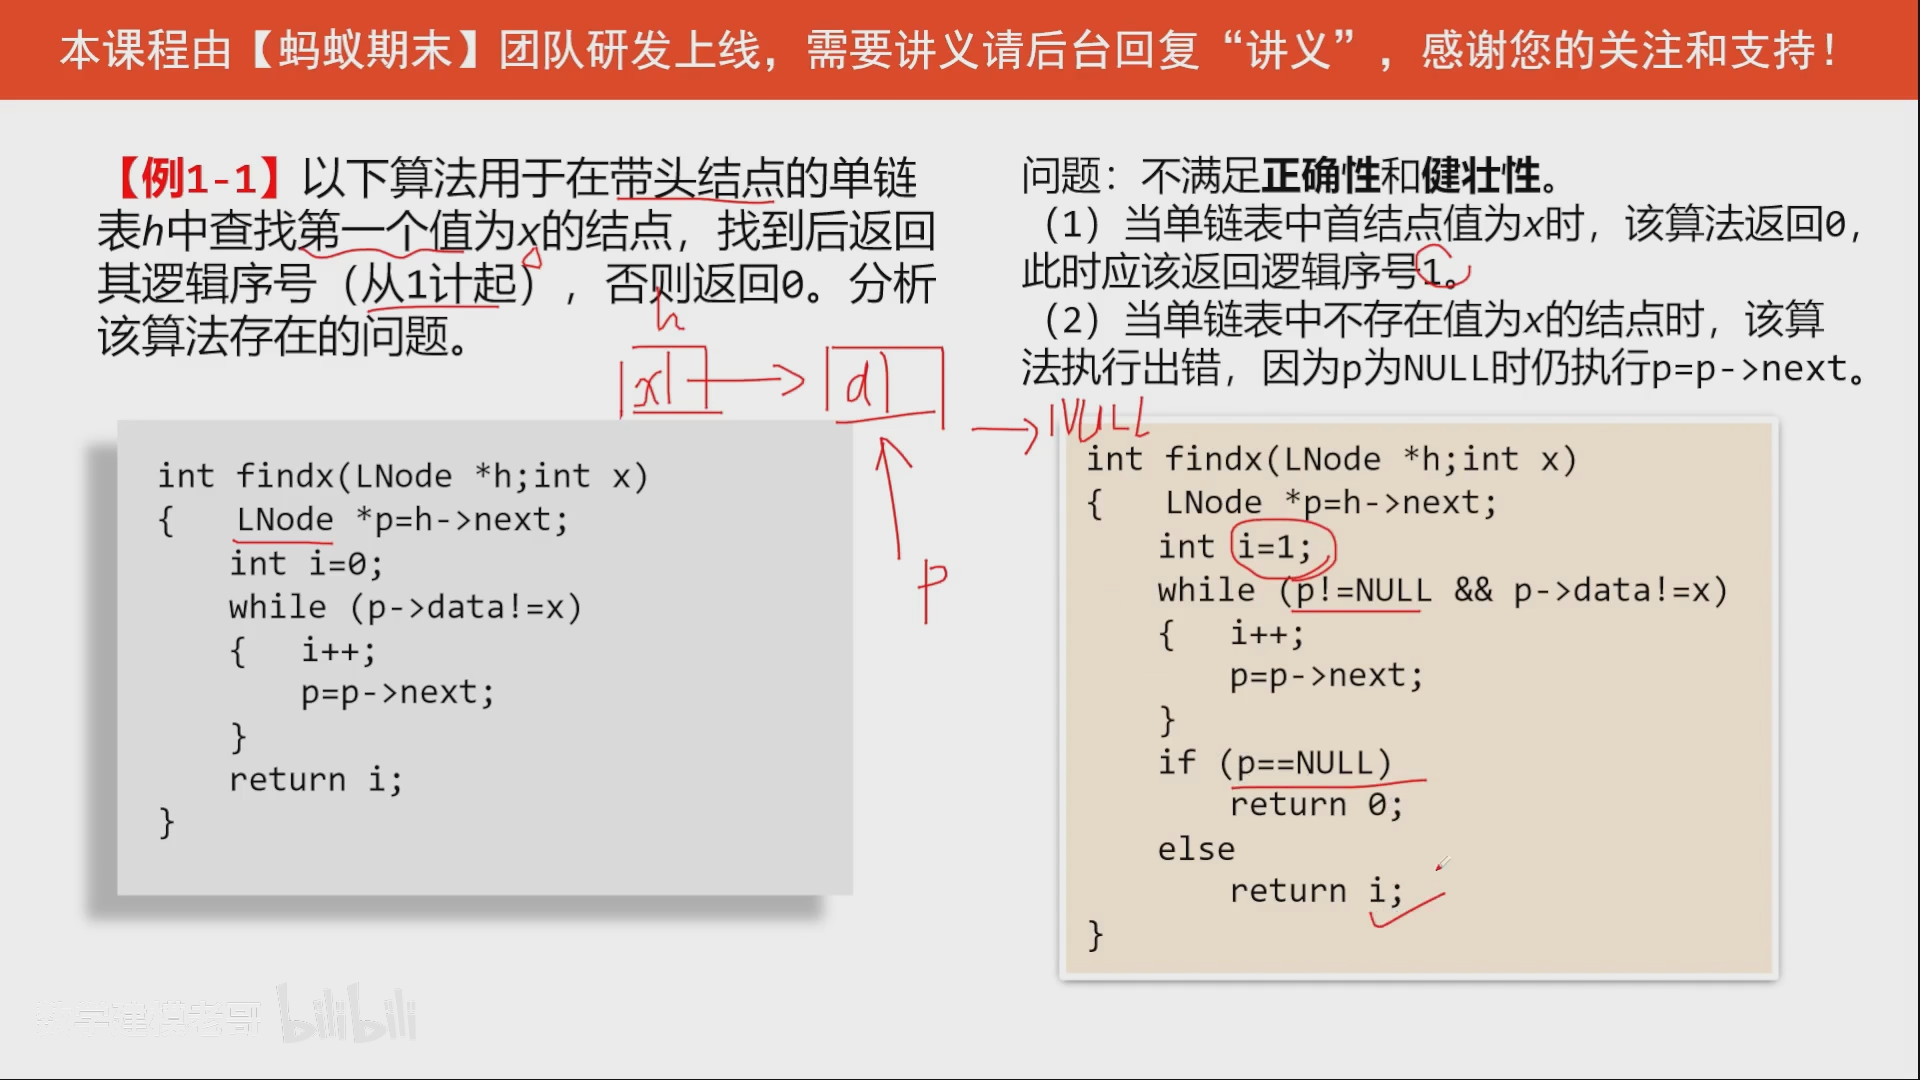 本课程由【蚂蚁期末】团队研发上线，需要讲义请后台回复“讲义”，感谢您的关注和支持！
【例1-1】以下算法用于在带头结点的单链
表h中查找第一个值为x的结点，找到后返回
其逻辑序号（从1计起），否则返回0。分析
该算法存在的问题。
h
x
d
NULL
p
int findx(LNode *h;int x)
{ LNode *p=h->next;
int i=0;
while (p->data!=x)
{ i++;
p=p->next;
}
return i;
}
问题：不满足正确性和健壮性。
（1）当单链表中首结点值为x时，该算法返回0，
此时应该返回逻辑序号1。
（2）当单链表中不存在值为x的结点时，该算
法执行出错，因为p为NULL时仍执行p=p->next。
int findx(LNode *h;int x)
{ LNode *p=h->next;
int i=1;
while (p!=NULL && p->data!=x)
{ i++;
p=p->next;
}
if (p==NULL)
return 0;
else
return i;
}
数学建模老哥 bilibili